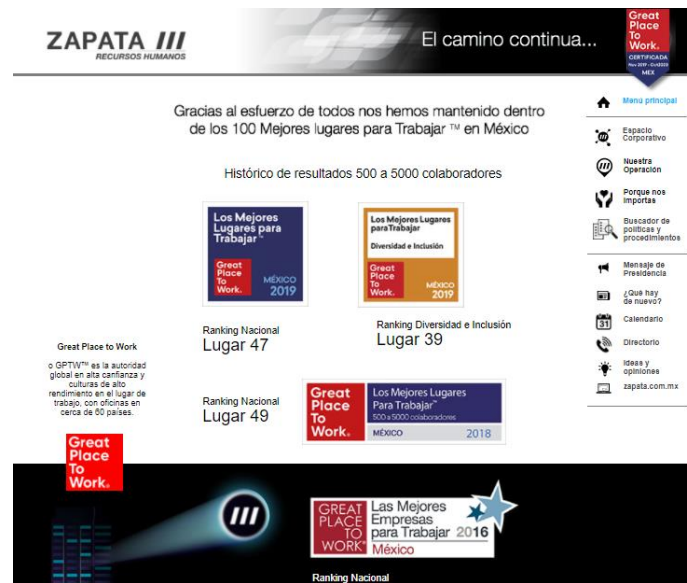 ZAPATA
RECURSOS HUMANOS
El camino continua...
Great
Place
To
Work.
CERTIFICADA
Nov 2019 - Oct2020
MEX
Gracias al esfuerzo de todos nos hemos mantenido dentro
de los 100 Mejores lugares para Trabajar ™ en México
Histórico de resultados 500 a 5000 colaboradores
Los Mejores
Lugares para
Trabajar™
Great
Place
To
Work.
MÉXICO
2019
Los Mejores Lugares
para Trabajar
Diversidad e Inclusión
Great
Place
To
Work.
MÉXICO
2019
Ranking Nacional
Lugar 47
Ranking Diversidad e Inclusión
Lugar 39
Great Place to Work
o GPTW™ es la autoridad
global en alta canfianza y
culturas de alto
rendimiento en el lugar de
trabajo, con oficinas en
cerca de 60 países.
Great
Place
To
Work.
Ranking Nacional
Lugar 49
Great
Place
To
Work.
Los Mejores Lugares
Para Trabajar™
500 a 5000 colaboradores
MÉXICO 2018
GREAT
PLACE
TO
WORK®
Las Mejores
Empresas
para Trabajar 2016
México
Ranking Nacional
Menú principal
Espacio
Corporativo
Nuestra
Operación
Porque nos
importas
Buscador de
políticas y
procedimientos
Mensaje de
Presidencia
¿Qué hay
de nuevo?
31
Calendario
Directorio
Ideas y
opiniones
zapata.com.mx